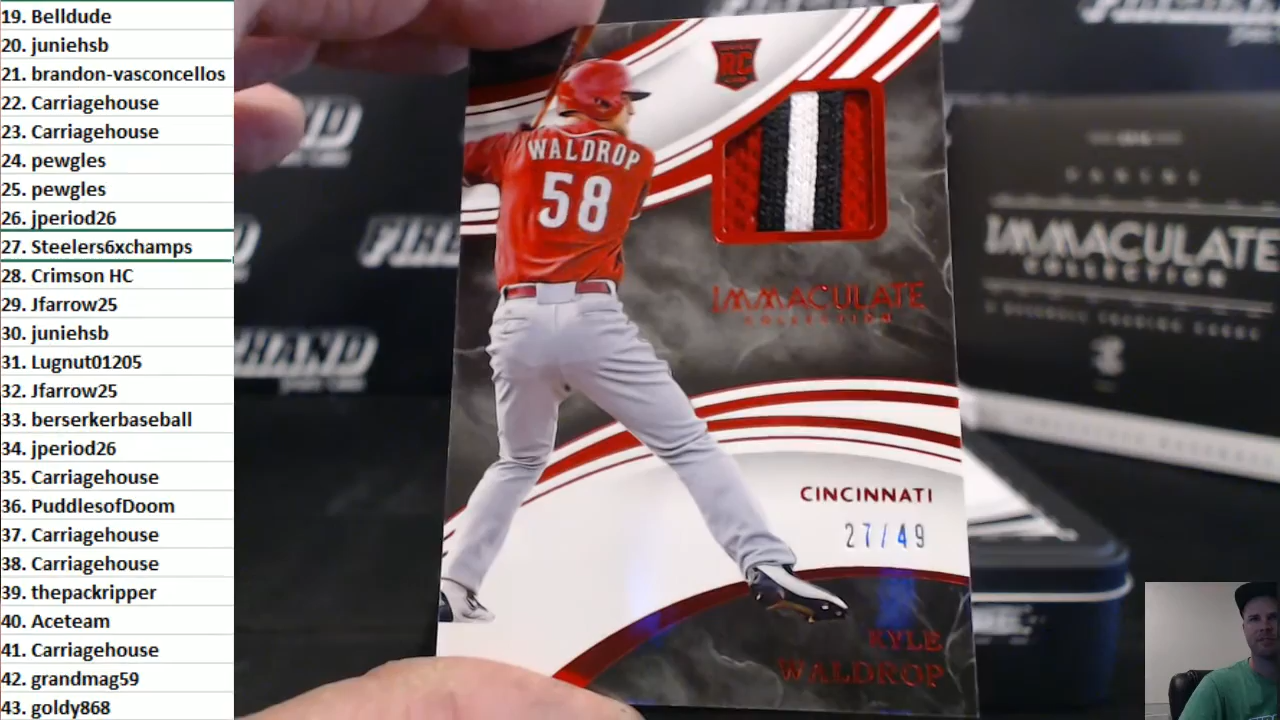 19. Belldude
20. juniehsb
21. brandon-vasconcellos
22. Carriagehouse
23. Carriagehouse
24. pewgles
25. pewgles
26. jperiod26
27. Steelers6xchamps
28. Crimson HC
29. Jfarrow25
30. juniehsb
31. Lugnut01205
32. Jfarrow25
33. berserkerbaseball
34. jperiod26
35. Carriagehouse
36. PuddlesofDoom
37. Carriagehouse
38. Carriagehouse
39. thepackripper
40. Aceteam
41. Carriagehouse
42. grandmag59
43. goldy868
RC
WALDROP
58
IMMACULATE
COLLECTION
CINCINNATI
27/49
KYLE
WALDROP
PANINI
IMMACULATE
COLLECTION